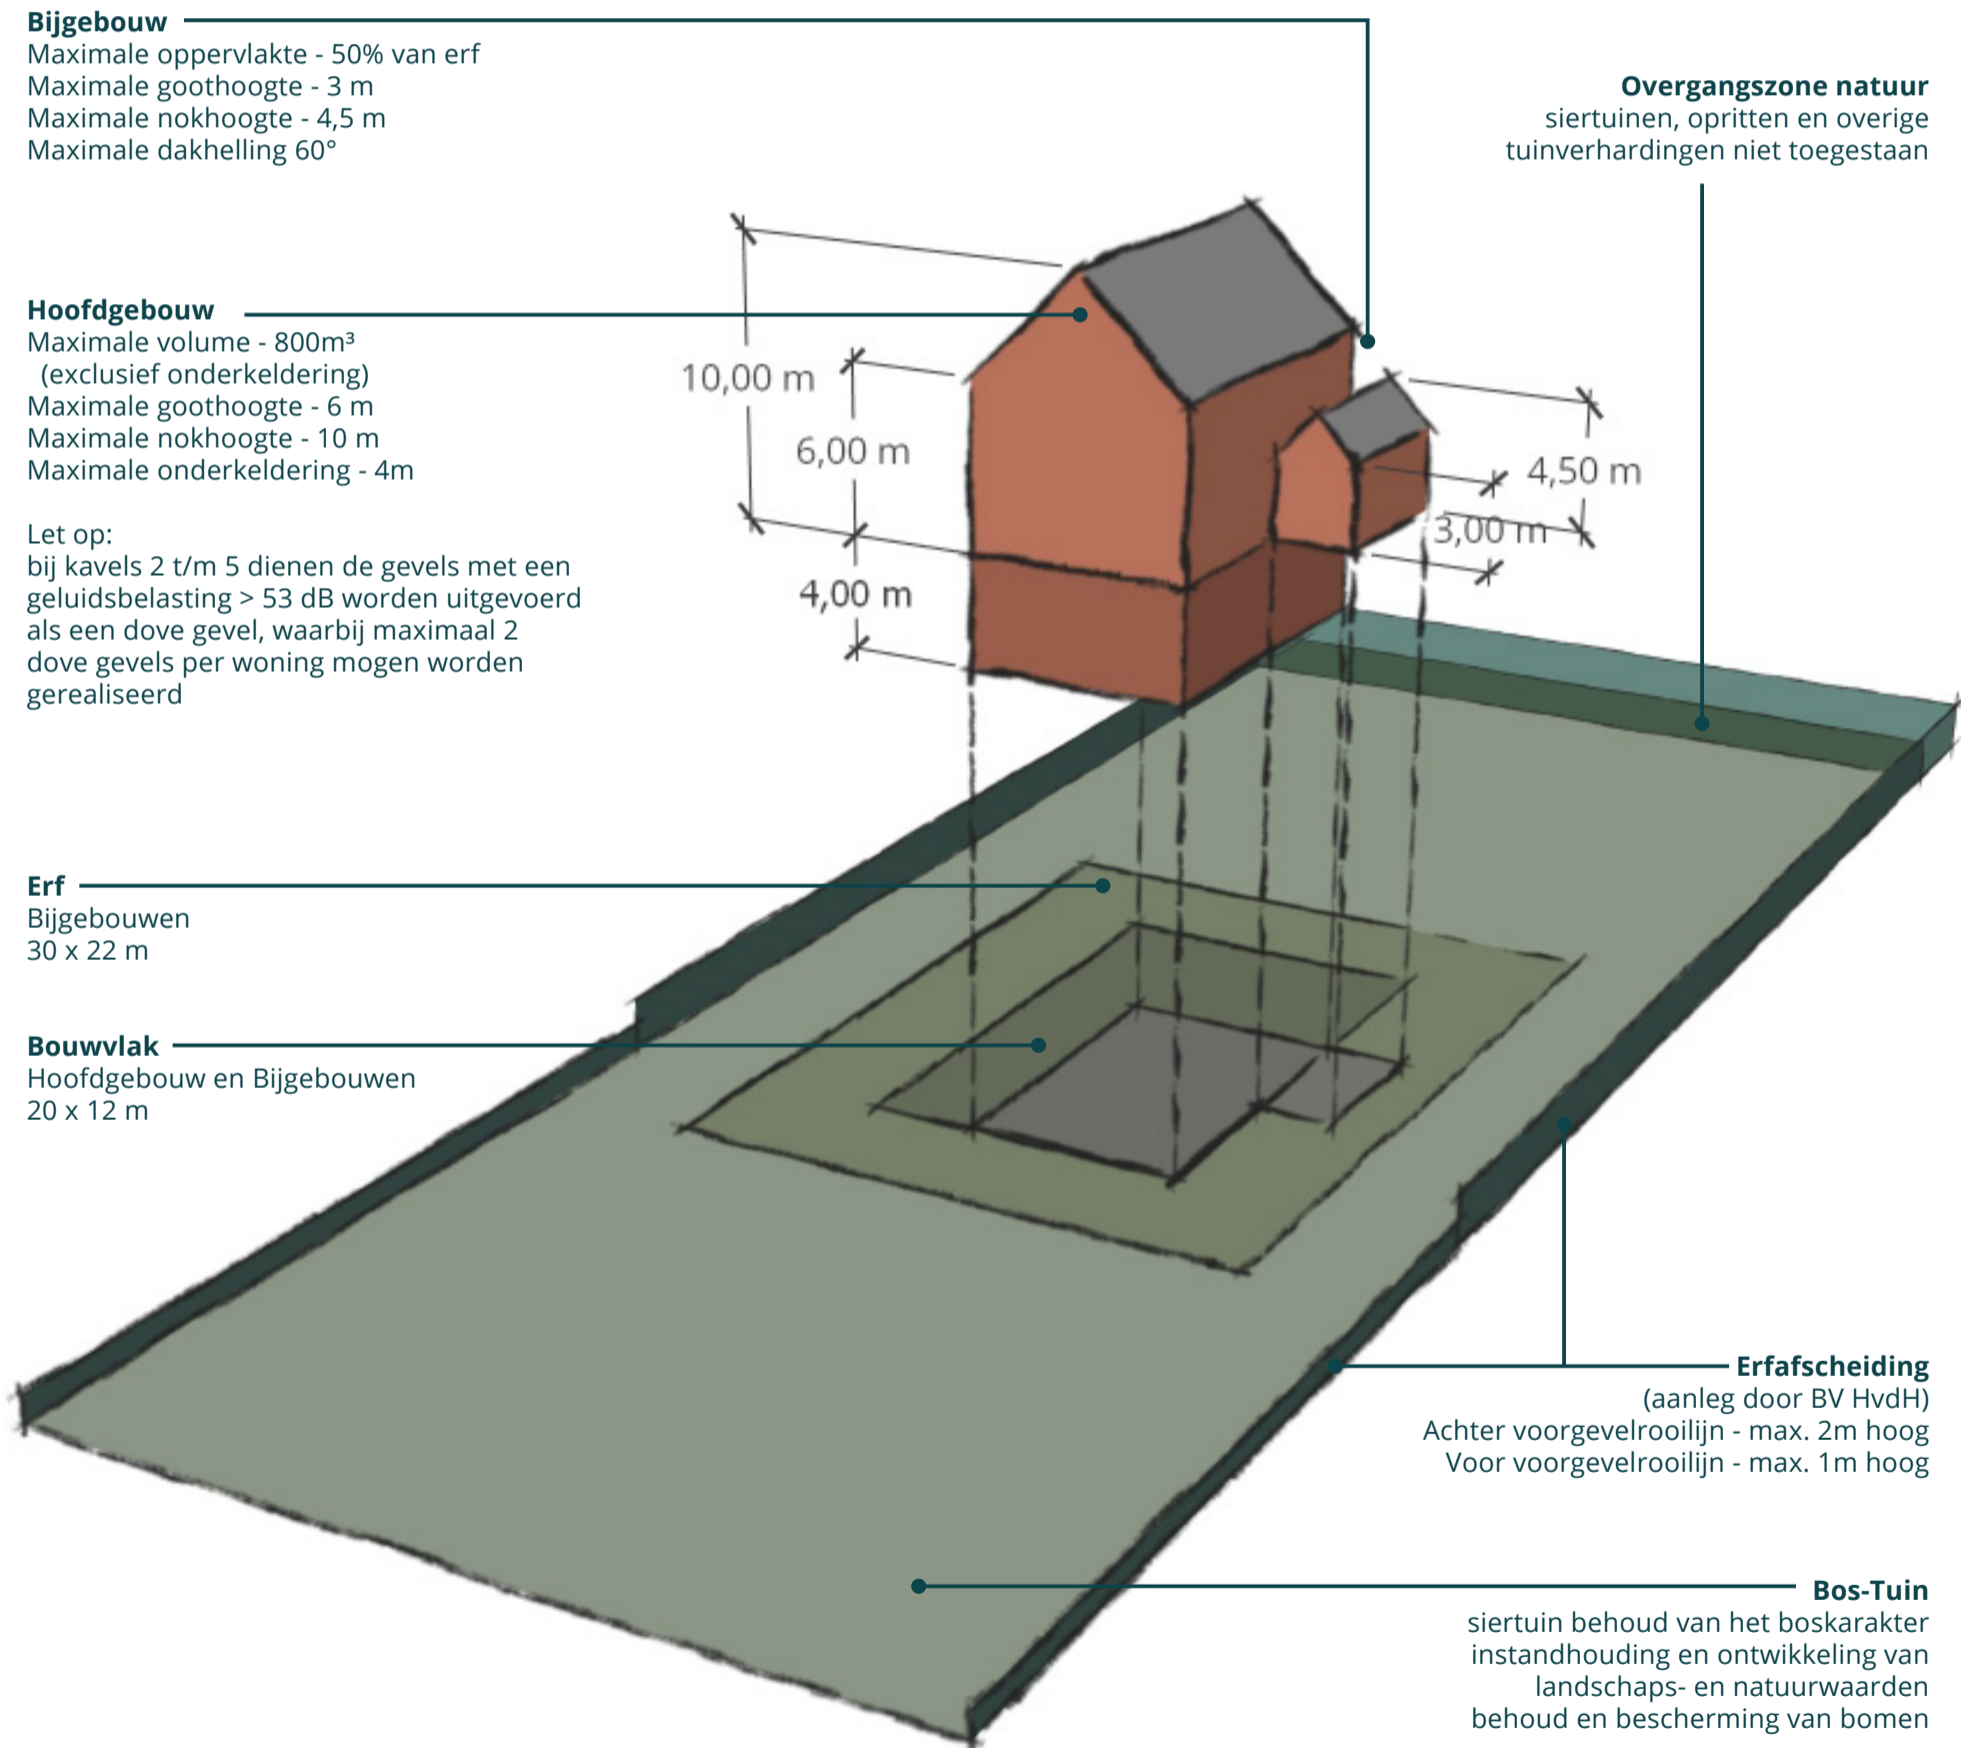 Bijgebouw
Maximale oppervlakte - 50% van erf
Maximale goothoogte - 3 m
Maximale nokhoogte - 4,5 m
Maximale dakhelling 60°
Overgangszone natuur
siertuinen, opritten en overige
tuinverhardingen niet toegestaan
Hoofdgebouw
Maximale volume - 800m³
(exclusief onderkeldering)
Maximale goothoogte - 6 m
Maximale nokhoogte - 10 m
Maximale onderkeldering - 4m
Let op:
bij kavels 2 t/m 5 dienen de gevels met een
geluidsbelasting > 53 dB worden uitgevoerd
als een dove gevel, waarbij maximaal 2
dove gevels per woning mogen worden
gerealiseerd
10,00 m
6,00 m
4,00 m
4,50 m
3,00 m
Erf
Bijgebouwen
30 x 22 m
Bouwvlak
Hoofdgebouw en Bijgebouwen
20 x 12 m
Erfafscheiding
(aanleg door BV HvdH)
Achter voorgevelrooilijn - max. 2m hoog
Voor voorgevelrooilijn - max. 1m hoog
Bos-Tuin
siertuin behoud van het boskarakter
instandhouding en ontwikkeling van
landschaps- en natuurwaarden
behoud en bescherming van bomen